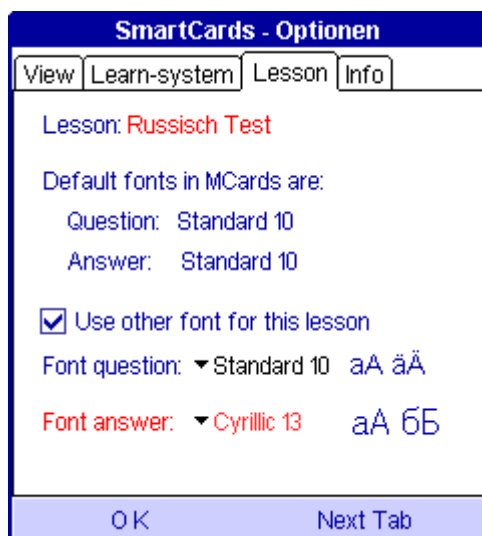 SmartCards - Optionen
View Learn-system Lesson Info
Lesson: Russisch Test
Default fonts in MCards are:
Question: Standard 10
Answer: Standard 10
Use other font for this lesson
Font question: Standard 10 aA äÄ
Font answer: Cyrillic 13 аА бБ
OK Next Tab